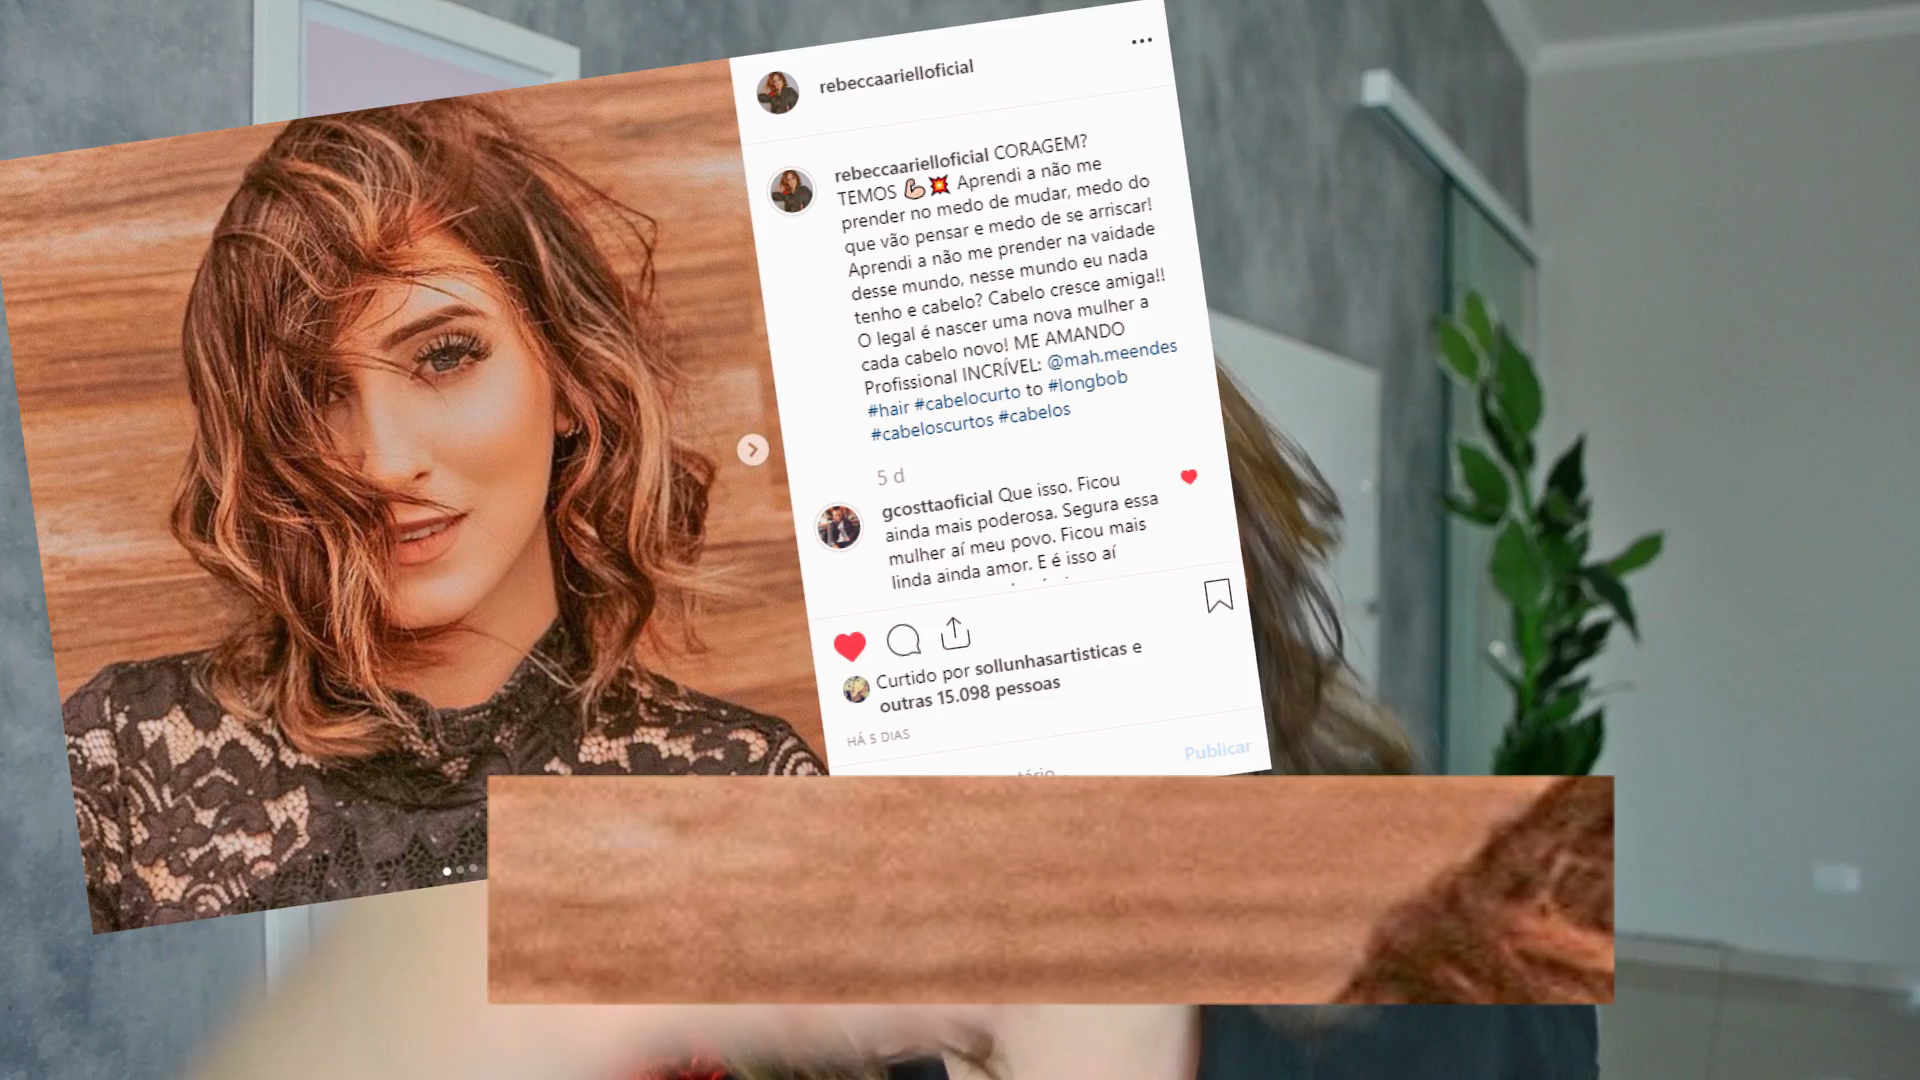 rebeccaarielloficial
rebeccaarielloficial CORAGEM?
TEMOS 💪💥 Aprendi a não me
prender no medo de mudar, medo do
que vão pensar e medo de se arriscar!
Aprendi a não me prender na vaidade
desse mundo, nesse mundo eu nada
tenho e cabelo? Cabelo cresce amiga!!
O legal é nascer uma nova mulher a
cada cabelo novo! ME AMANDO
Profissional INCRÍVEL: @mah.meendes
#hair #cabelocurto to #longbob
#cabeloscurtos #cabelos
5 d
gcosttaoficial Que isso. Ficou
ainda mais poderosa. Segura essa
mulher aí meu povo. Ficou mais
linda ainda amor. E é isso aí
Curtido por sollunhasartisticas e
outras 15.098 pessoas
HÁ 5 DIAS
Publicar